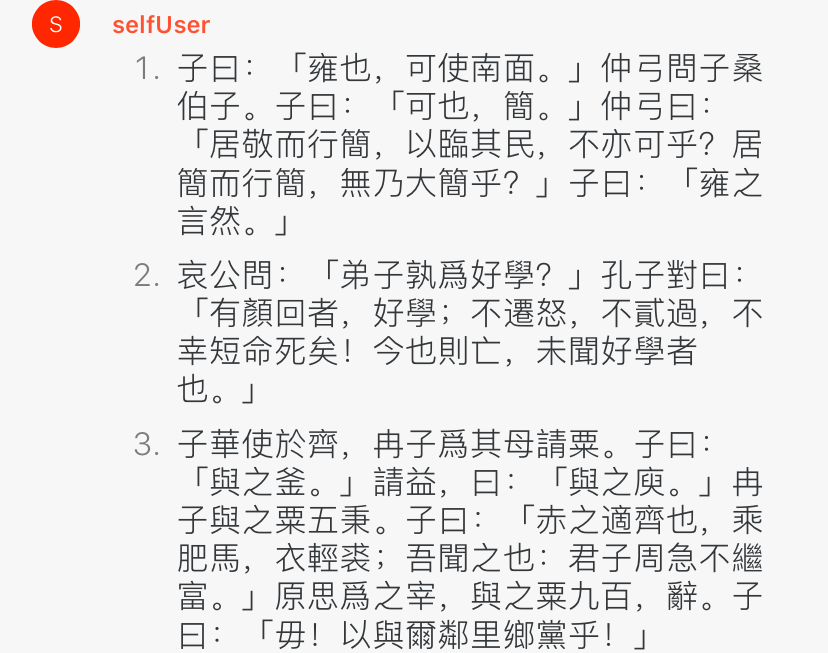 S
selfUser
1. 子曰：「雍也，可使南面。」仲弓問子桑
伯子。子曰：「可也，簡。」仲弓曰：
「居敬而行簡，以臨其民，不亦可乎？居
簡而行簡，無乃大簡乎？」子曰：「雍之
言然。」
2. 哀公問：「弟子孰爲好學？」孔子對曰：
「有顏回者，好學；不遷怒，不貳過，不
幸短命死矣！今也則亡，未聞好學者
也。」
3. 子華使於齊，冉子爲其母請粟。子曰：
「與之釜。」請益，曰：「與之庾。」冉
子與之粟五秉。子曰：「赤之適齊也，乘
肥馬，衣輕裘；吾聞之也：君子周急不繼
富。」原思爲之宰，與之粟九百，辭。子
曰：「毋！以與爾鄰里鄉黨乎！」